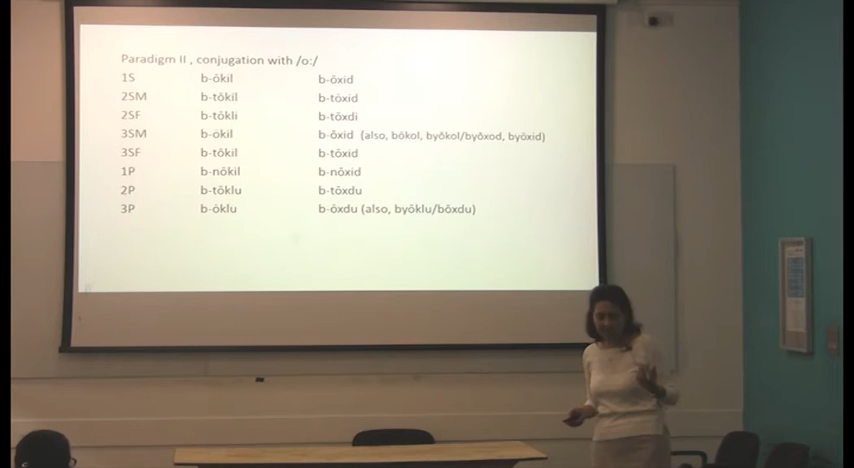 Paradigm II , conjugation with /o:/
1S b-ōkil b-ōxid
2SM b-tōkil b-tōxid
2SF b-tōkli b-tōxdi
3SM b-ōkil b-ōxid (also, bōkol, byōkol/byōxod, byōxid)
3SF b-tōkil b-tōxid
1P b-nōkil b-nōxid
2P b-tōklu b-tōxdu
3P b-ōklu b-ōxdu (also, byōklu/bōxdu)